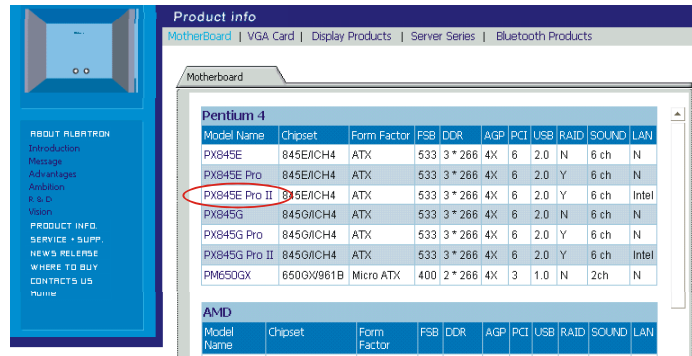 Product info
MotherBoard | VGA Card | Display Products | Server Series | Bluetooth Products
Motherboard
ABOUT ALBATRON
Introduction
Message
Advantages
Ambition
R & D
Vision
PRODUCT INFO.
SERVICE + SUPP.
NEWS RELEASE
WHERE TO BUY
CONTACTS US
Home
Pentium 4
Model Name Chipset Form Factor FSB DDR AGP PCI USB RAID SOUND LAN
PX845E 845E/ICH4 ATX 533 3 * 266 4X 6 2.0 N 6 ch N
PX845E Pro 845E/ICH4 ATX 533 3 * 266 4X 6 2.0 Y 6 ch N
PX845E Pro II 845E/ICH4 ATX 533 3 * 266 4X 6 2.0 Y 6 ch Intel
PX845G 845G/ICH4 ATX 533 3 * 266 4X 6 2.0 N 6 ch N
PX845G Pro 845G/ICH4 ATX 533 3 * 266 4X 6 2.0 Y 6 ch N
PX845G Pro II 845G/ICH4 ATX 533 3 * 266 4X 6 2.0 Y 6 ch Intel
PM650GX 650GX/961B Micro ATX 400 2 * 266 4X 3 1.0 N 2ch N
AMD
Model Name Chipset Form Factor FSB DDR AGP PCI USB RAID SOUND LAN